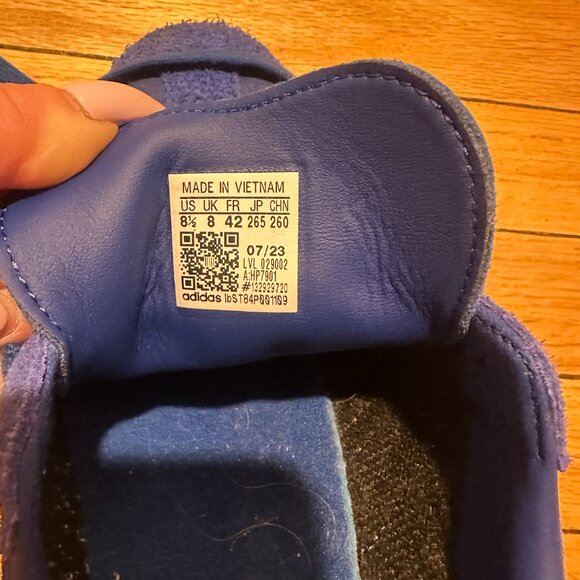 MADE IN VIETNAM
US UK FR JP CHN
8½ 8 42 265 260
07/23
LVL 029002
A:HP7901
#132929720
adidas IbST84P001109